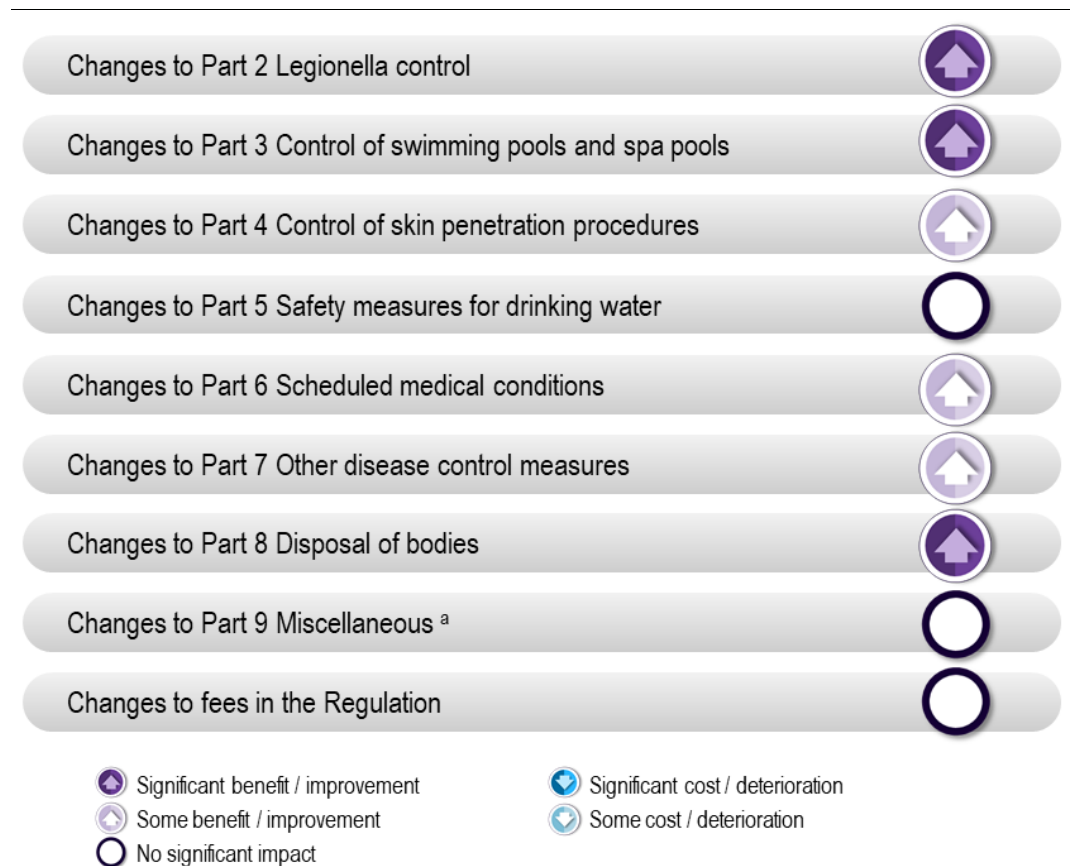 Changes to Part 2 Legionella control
Changes to Part 3 Control of swimming pools and spa pools
Changes to Part 4 Control of skin penetration procedures
Changes to Part 5 Safety measures for drinking water
Changes to Part 6 Scheduled medical conditions
Changes to Part 7 Other disease control measures
Changes to Part 8 Disposal of bodies
Changes to Part 9 Miscellaneous ᵃ
Changes to fees in the Regulation
Significant benefit / improvement
Some benefit / improvement
No significant impact
Significant cost / deterioration
Some cost / deterioration